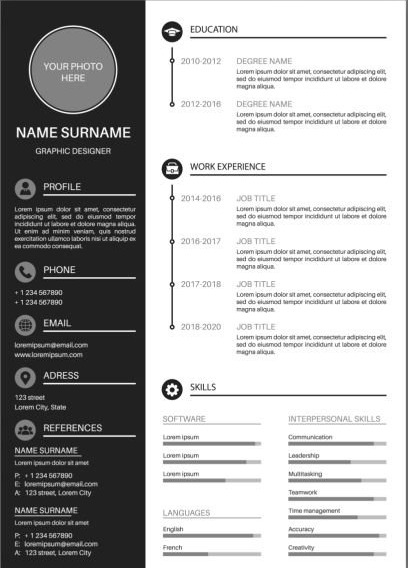 YOUR PHOTO
HERE
NAME SURNAME
GRAPHIC DESIGNER
PROFILE
Lorem ipsum dolor sit amet, consectetur
adipiscing elit, sed do eiusmod tempor
incididunt ut labore et dolore magna aliqua.
Ut enim ad minim veniam, quis nostrud
exercitation ullamco laboris nisi ut aliquip ex
ea commodo consequat.
PHONE
+ 1 234 567890
+ 1 234 567890
EMAIL
loremipsum@email.com
www.loremipsum.com
ADRESS
123 street
Lorem City, State
REFERENCES
NAME SURNAME
Lorem ipsum dolor sit amet
P: + 1 234 567890
E: loremipsum@email.com
A: 123 street, Lorem City
NAME SURNAME
Lorem ipsum dolor sit amet
P: + 1 234 567890
E: loremipsum@email.com
A: 123 street, Lorem City
EDUCATION
2010-2012 DEGREE NAME
Lorem ipsum dolor sit amet, consectetur adipiscing elit,
sed do eiusmod tempor incididunt ut labore et dolore
magna aliqua.
2012-2016 DEGREE NAME
Lorem ipsum dolor sit amet, consectetur adipiscing elit,
sed do eiusmod tempor incididunt ut labore et dolore
magna aliqua.
WORK EXPERIENCE
2014-2016 JOB TITLE
Lorem ipsum dolor sit amet, consectetur adipiscing elit,
sed do eiusmod tempor incididunt ut labore et dolore
magna aliqua.
2016-2017 JOB TITLE
Lorem ipsum dolor sit amet, consectetur adipiscing elit,
sed do eiusmod tempor incididunt ut labore et dolore
magna aliqua.
2017-2018 JOB TITLE
Lorem ipsum dolor sit amet, consectetur adipiscing elit,
sed do eiusmod tempor incididunt ut labore et dolore
magna aliqua.
2018-2020 JOB TITLE
Lorem ipsum dolor sit amet, consectetur adipiscing elit,
sed do eiusmod tempor incididunt ut labore et dolore
magna aliqua.
SKILLS
SOFTWARE
Lorem ipsum
Lorem ipsum
Lorem ipsum
LANGUAGES
English
French
INTERPERSONAL SKILLS
Communication
Leadership
Multitasking
Teamwork
Time management
Accuracy
Creativity